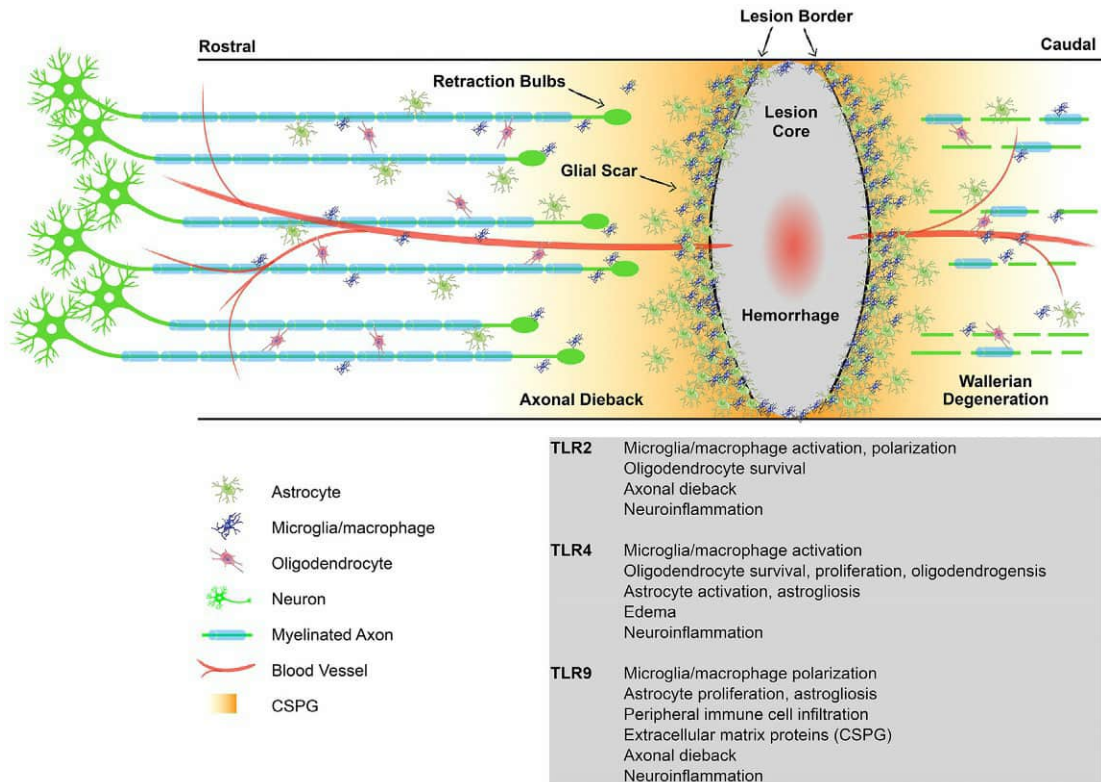 Lesion Border
Rostral
Caudal
Retraction Bulbs
Lesion
Core
Glial Scar
Hemorrhage
Axonal Dieback
Wallerian
Degeneration
Astrocyte
Microglia/macrophage
Oligodendrocyte
Neuron
Myelinated Axon
Blood Vessel
CSPG
TLR2 Microglia/macrophage activation, polarization
Oligodendrocyte survival
Axonal dieback
Neuroinflammation
TLR4 Microglia/macrophage activation
Oligodendrocyte survival, proliferation, oligodendrogensis
Astrocyte activation, astrogliosis
Edema
Neuroinflammation
TLR9 Microglia/macrophage polarization
Astrocyte proliferation, astrogliosis
Peripheral immune cell infiltration
Extracellular matrix proteins (CSPG)
Axonal dieback
Neuroinflammation